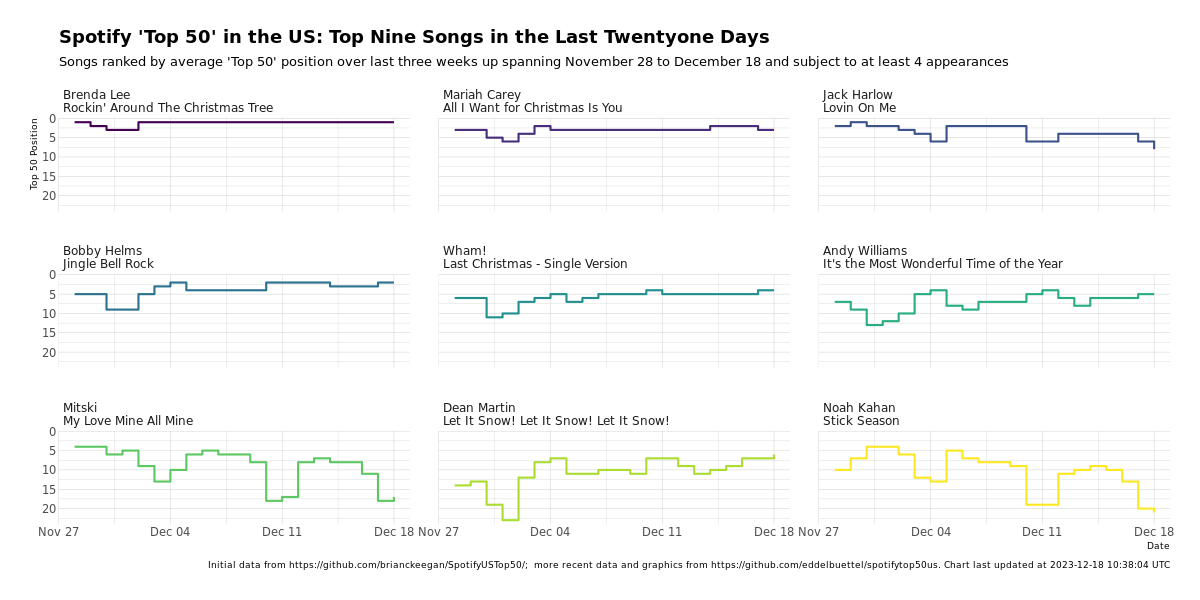 Spotify 'Top 50' in the US: Top Nine Songs in the Last Twentyone Days
Songs ranked by average 'Top 50' position over last three weeks up spanning November 28 to December 18 and subject to at least 4 appearances
Brenda Lee
Rockin' Around The Christmas Tree
Mariah Carey
All I Want for Christmas Is You
Jack Harlow
Lovin On Me
Top 50 Position
0
5
10
15
20
Bobby Helms
Jingle Bell Rock
Wham!
Last Christmas - Single Version
Andy Williams
It's the Most Wonderful Time of the Year
0
5
10
15
20
Mitski
My Love Mine All Mine
Dean Martin
Let It Snow! Let It Snow! Let It Snow!
Noah Kahan
Stick Season
0
5
10
15
20
Nov 27 Dec 04 Dec 11 Dec 18 Nov 27 Dec 04 Dec 11 Dec 18 Nov 27 Dec 04 Dec 11 Dec 18
Date
Initial data from https://github.com/brianckeegan/SpotifyUSTop50/; more recent data and graphics from https://github.com/eddelbuettel/spotifytop50us. Chart last updated at 2023-12-18 10:38:04 UTC